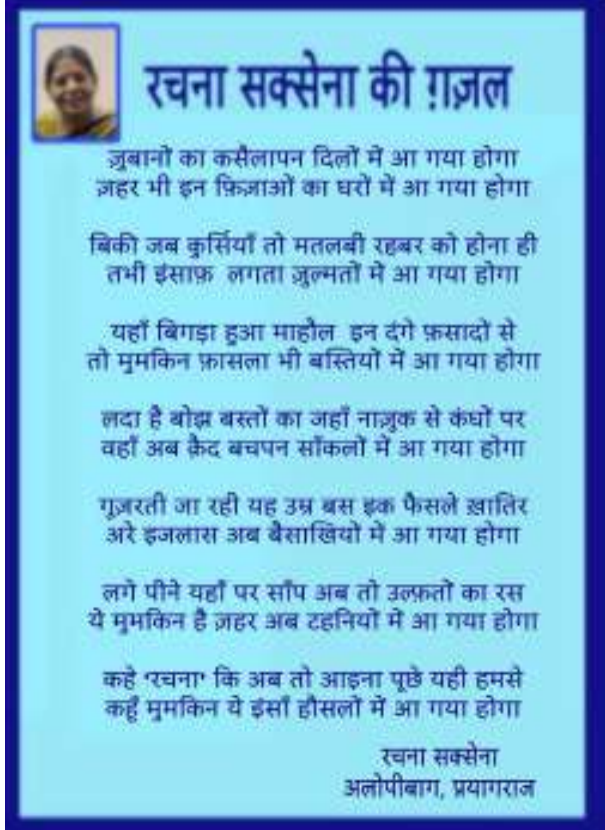 रचना सक्सेना की ग़ज़ल
ज़ुबानों का कसैलापन दिलों में आ गया होगा
ज़हर भी इन फ़िज़ाओं का घरों में आ गया होगा
बिकी जब कुर्सियाँ तो मतलबी रहबर को होना ही
तभी इंसाफ़ लगता ज़ुल्मतों में आ गया होगा
यहाँ बिगड़ा हुआ माहौल इन दंगे फ़सादों से
तो मुमकिन फ़ासला भी बस्तियों में आ गया होगा
लदा है बोझ बस्तों का जहाँ नाज़ुक से कंधों पर
वहाँ अब क़ैद बचपन साँकलों में आ गया होगा
गूज़रती जा रही यह उम्र बस इक फैसले ख़ातिर
अरे इजलास अब बैसाखियों में आ गया होगा
लगे पीने यहाँ पर साँप अब तो उल्फ़तों का रस
ये मुमकिन है ज़हर अब टहनियों में आ गया होगा
कहे 'रचना' कि अब तो आइना पूछे यही हमसे
कहूँ मुमकिन ये इंसाँ हौसलों में आ गया होगा
रचना सक्सेना
अलोपीबाग, प्रयागराज